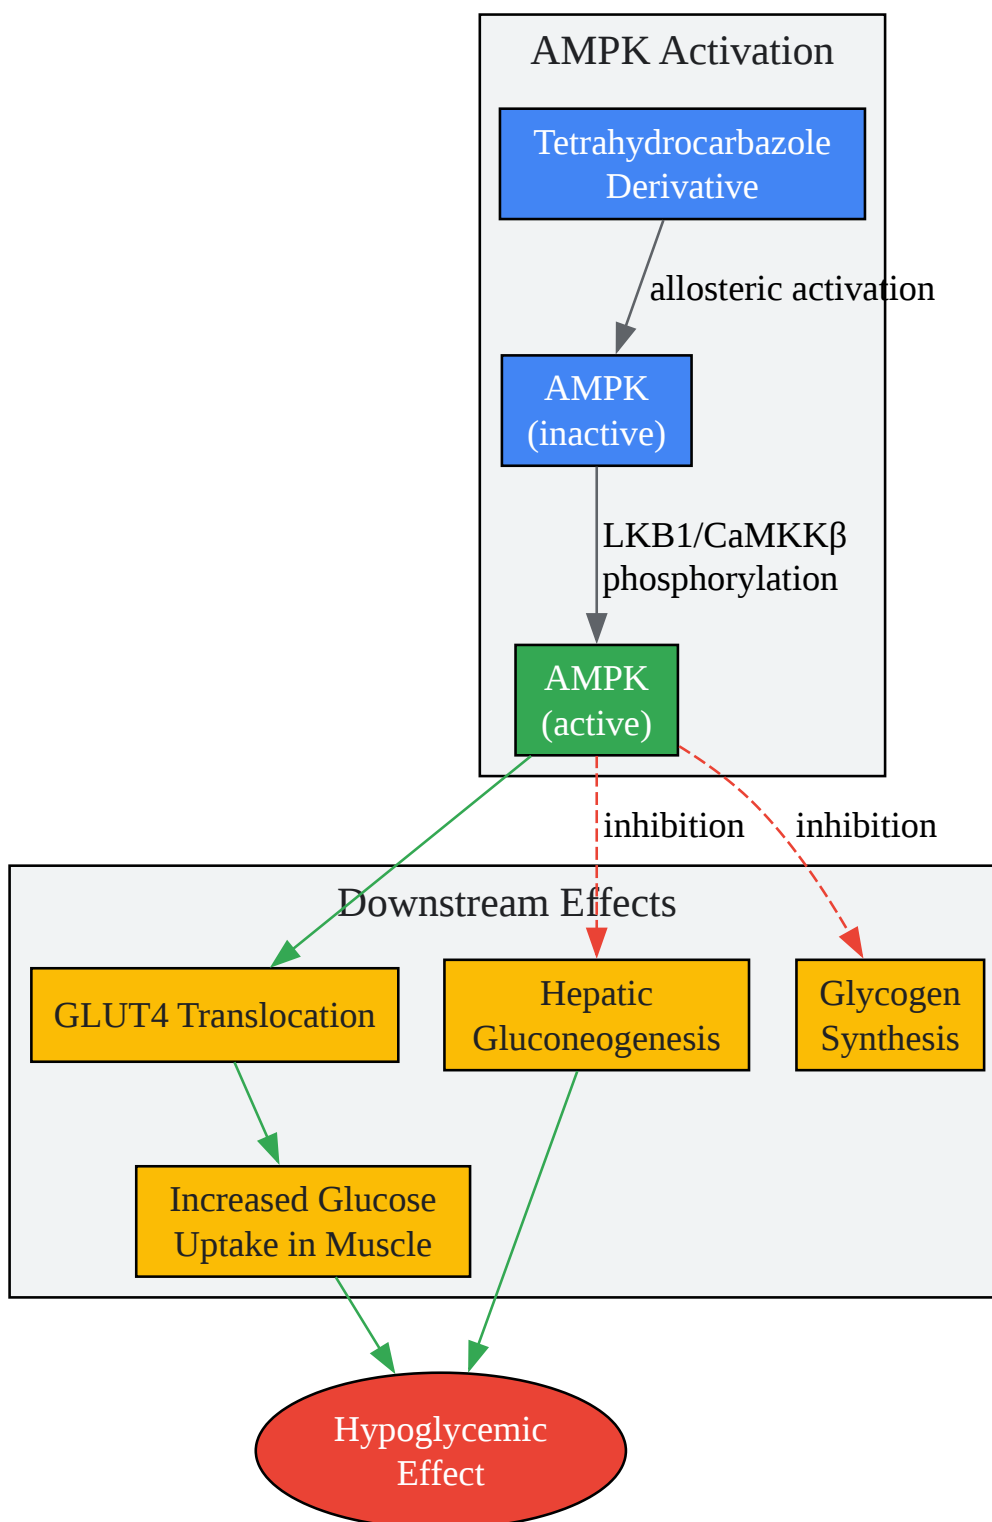 AMPK Activation
Tetrahydrocarbazole
Derivative
allosteric activation
AMPK
(inactive)
LKB1/CaMKKβ
phosphorylation
AMPK
(active)
inhibition
inhibition
Downstream Effects
GLUT4 Translocation
Hepatic
Gluconeogenesis
Glycogen
Synthesis
Increased Glucose
Uptake in Muscle
Hypoglycemic
Effect